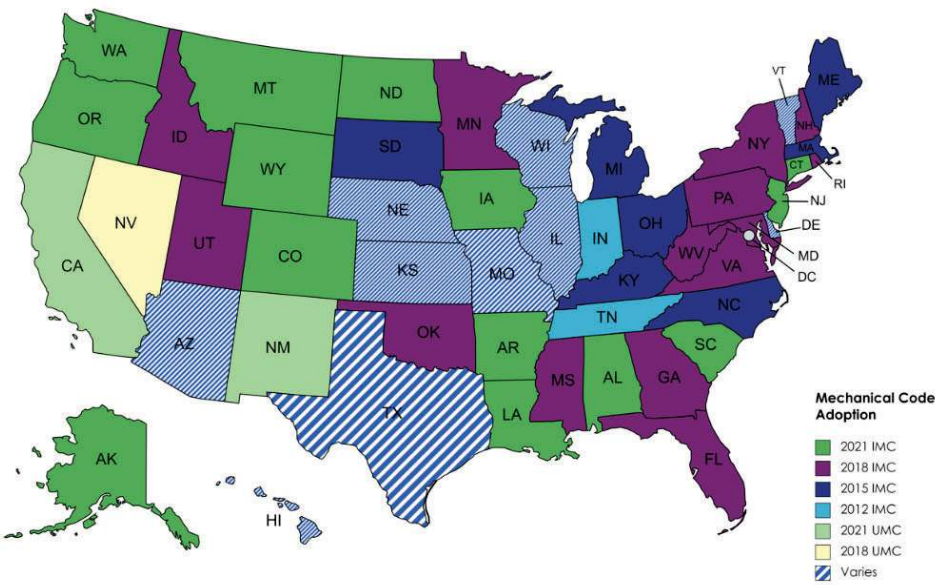 WA
MT
ND
MN
VT
ME
OR
ID
SD
WI
NY
NH
MA
CT
RI
WY
MI
IA
NE
PA
NJ
NV
UT
CO
IL
IN
OH
DE
CA
KS
MO
WV
VA
MD
KY
DC
AZ
NM
OK
TN
NC
AR
SC
TX
MS
AL
GA
LA
AK
FL
HI
Mechanical Code
Adoption
2021 IMC
2018 IMC
2015 IMC
2012 IMC
2021 UMC
2018 UMC
Varies